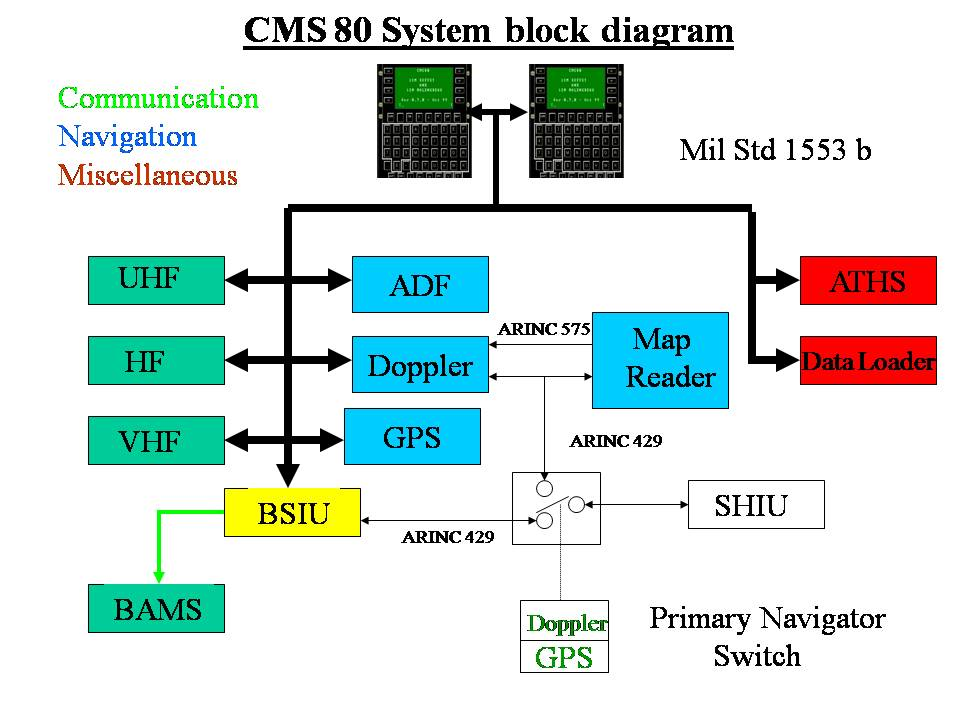 CMS 80 System block diagram
Communication
Navigation
Miscellaneous
Mil Std 1553 b
UHF
ADF
ATHS
HF
Doppler
ARINC 575
Map
Reader
Data Loader
VHF
GPS
ARINC 429
BSIU
ARINC 429
SHIU
BAMS
Doppler
GPS
Primary Navigator
Switch